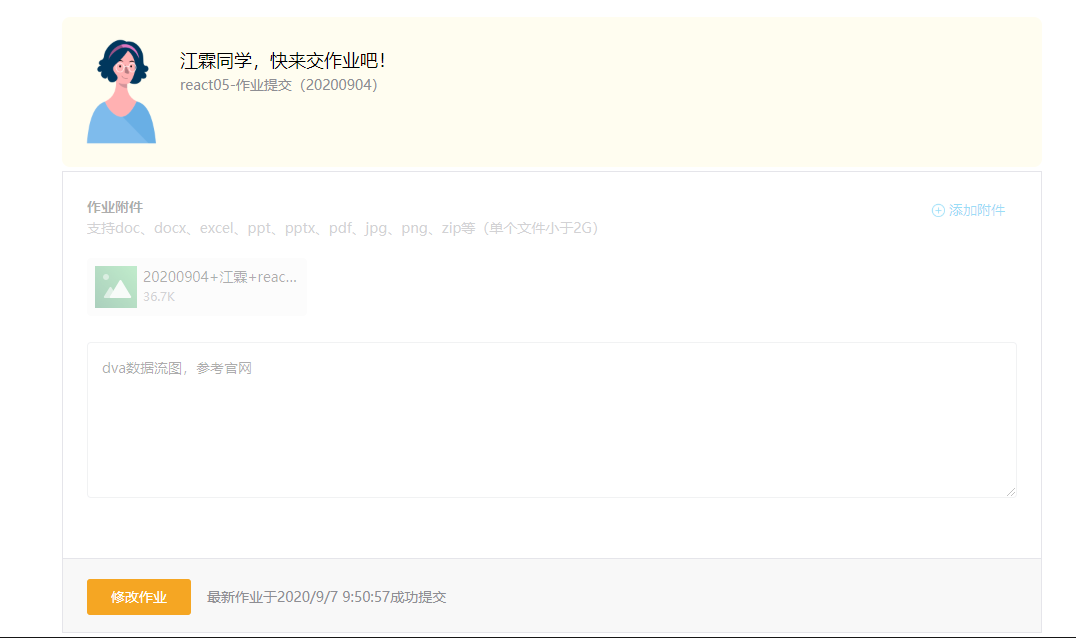 江霖同学，快来交作业吧！
react05-作业提交（20200904）
作业附件
支持doc、docx、excel、ppt、pptx、pdf、jpg、png、zip等（单个文件小于2G）
添加附件
20200904+江霖+reac...
36.7K
dva数据流图，参考官网
修改作业
最新作业于2020/9/7 9:50:57成功提交